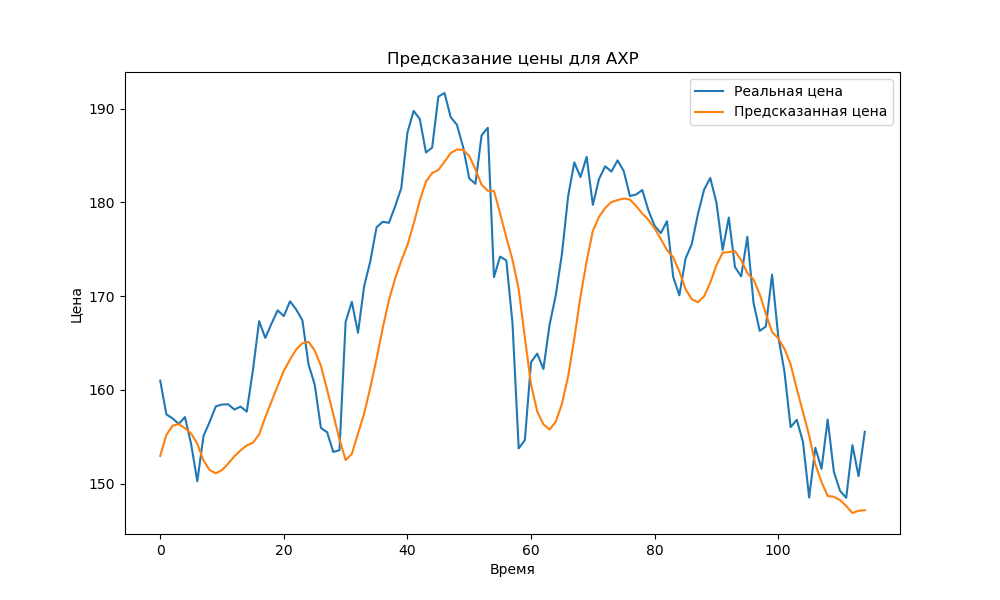 Предсказание цены для AXP
Реальная цена
Предсказанная цена
Цена
190
180
170
160
150
0 20 40 60 80 100
Время